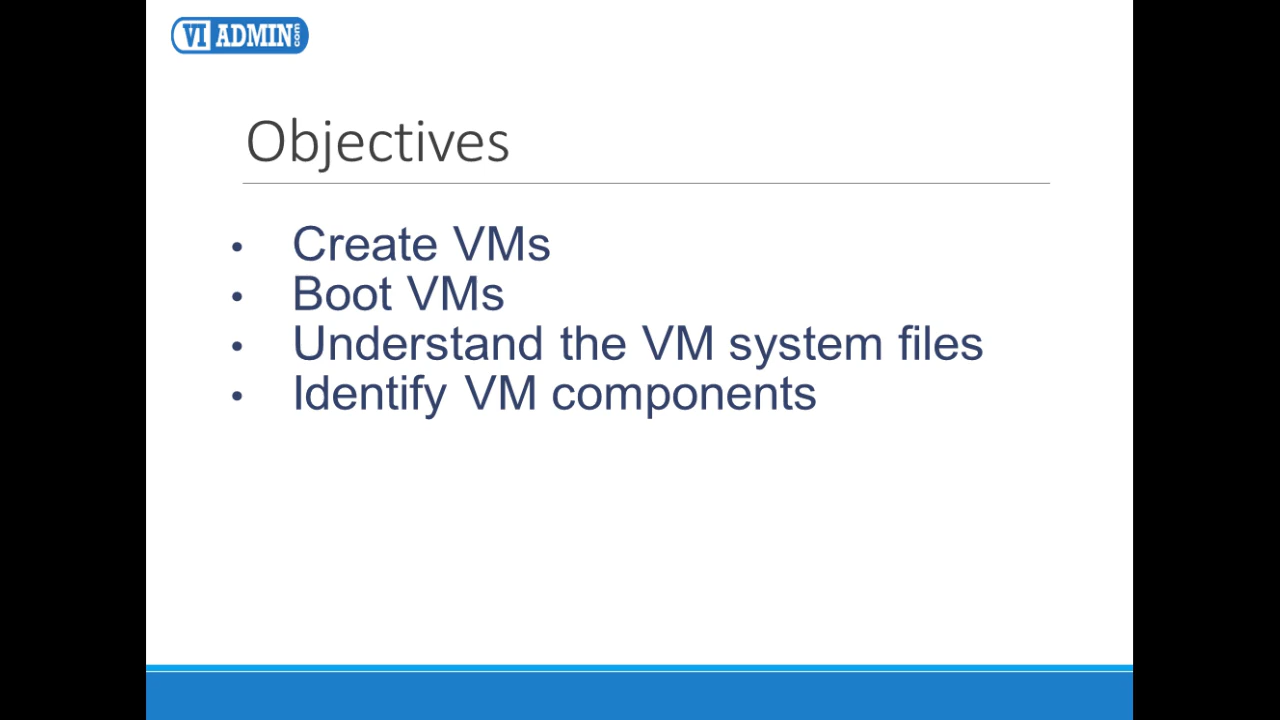 VI ADMIN.com
Objectives
• Create VMs
• Boot VMs
• Understand the VM system files
• Identify VM components